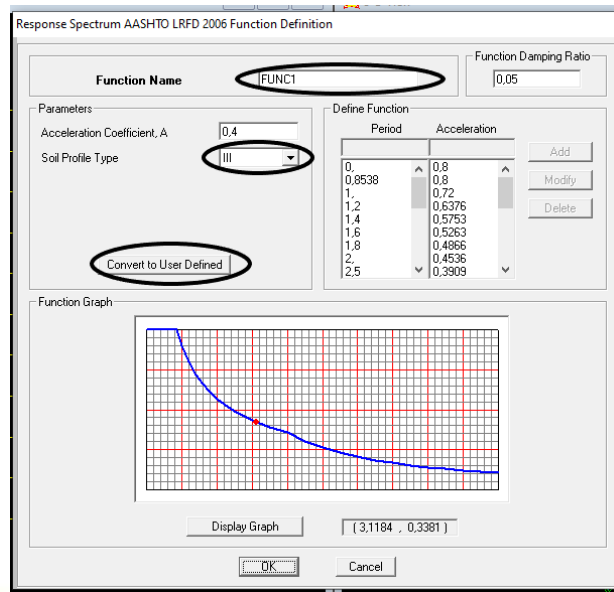 Response Spectrum AASHTO LRFD 2006 Function Definition
Function Name
FUNC1
Function Damping Ratio
0,05
Parameters
Acceleration Coefficient, A
0,4
Soil Profile Type
III
Convert to User Defined
Define Function
Period Acceleration
0, 0,8
0,8538 0,8
1, 0,72
1,2 0,6376
1,4 0,5753
1,6 0,5263
1,8 0,4866
2, 0,4536
2,5 0,3909
Add
Modify
Delete
Function Graph
Display Graph
( 3,1184 , 0,3381 )
OK
Cancel